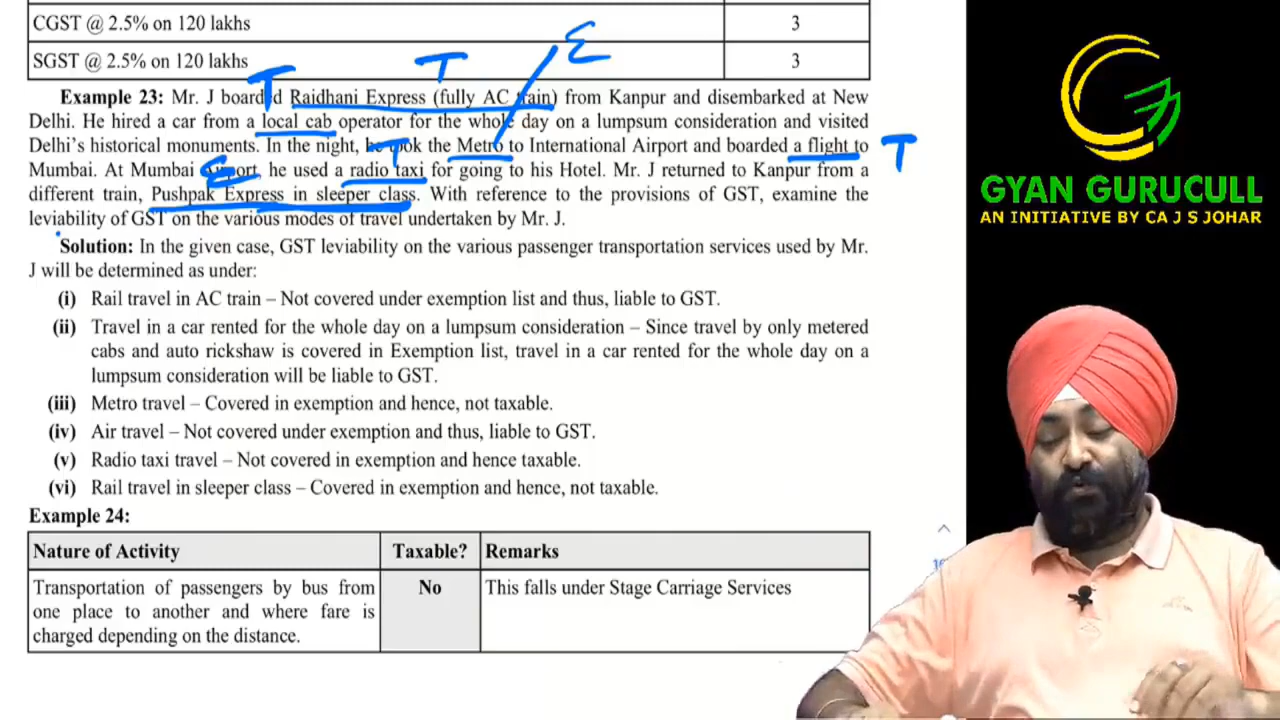 CGST @ 2.5% on 120 lakhs 3
SGST @ 2.5% on 120 lakhs 3
T T E
Example 23: Mr. J boarded Rajdhani Express (fully AC train) from Kanpur and disembarked at New
Delhi. He hired a car from a local cab operator for the whole day on a lumpsum consideration and visited
Delhi's historical monuments. In the night, he took the Metro to International Airport and boarded a flight to
T T
Mumbai. At Mumbai Airport, he used a radio taxi for going to his Hotel. Mr. J returned to Kanpur from a
E
different train, Pushpak Express in sleeper class. With reference to the provisions of GST, examine the
leviability of GST on the various modes of travel undertaken by Mr. J.
Solution: In the given case, GST leviability on the various passenger transportation services used by Mr.
J will be determined as under:
(i) Rail travel in AC train – Not covered under exemption list and thus, liable to GST.
(ii) Travel in a car rented for the whole day on a lumpsum consideration – Since travel by only metered
cabs and auto rickshaw is covered in Exemption list, travel in a car rented for the whole day on a
lumpsum consideration will be liable to GST.
(iii) Metro travel – Covered in exemption and hence, not taxable.
(iv) Air travel – Not covered under exemption and thus, liable to GST.
(v) Radio taxi travel – Not covered in exemption and hence taxable.
(vi) Rail travel in sleeper class – Covered in exemption and hence, not taxable.
Example 24:
Nature of Activity Taxable? Remarks
Transportation of passengers by bus from No This falls under Stage Carriage Services
one place to another and where fare is
charged depending on the distance.
GYAN GURUCULL
AN INITIATIVE BY CA J S JOHAR